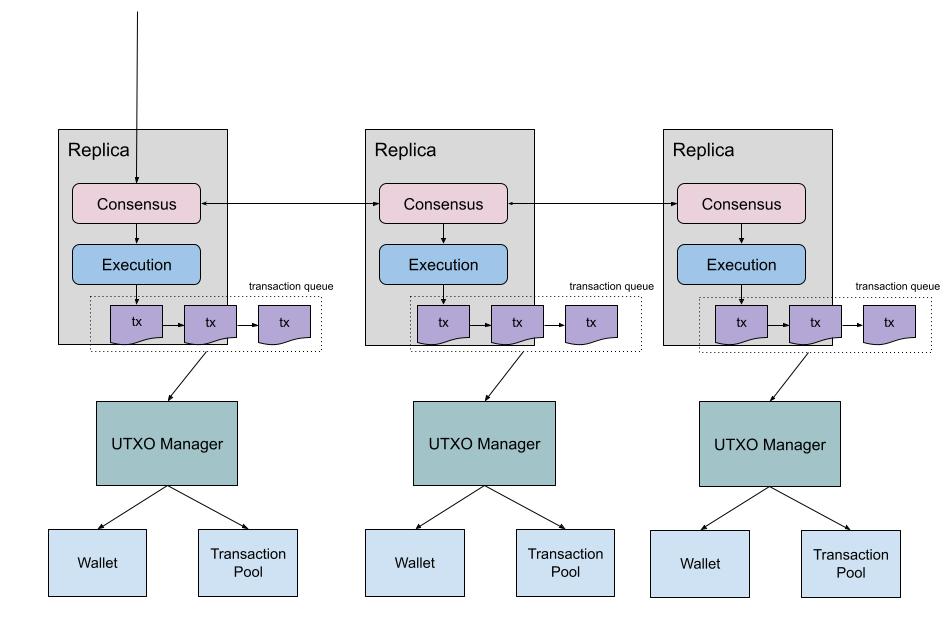 Replica
Replica
Replica
Consensus
Consensus
Consensus
Execution
Execution
Execution
transaction queue
transaction queue
transaction queue
tx
tx
tx
tx
tx
tx
tx
tx
tx
UTXO Manager
UTXO Manager
UTXO Manager
Wallet
Transaction
Pool
Wallet
Transaction
Pool
Wallet
Transaction
Pool